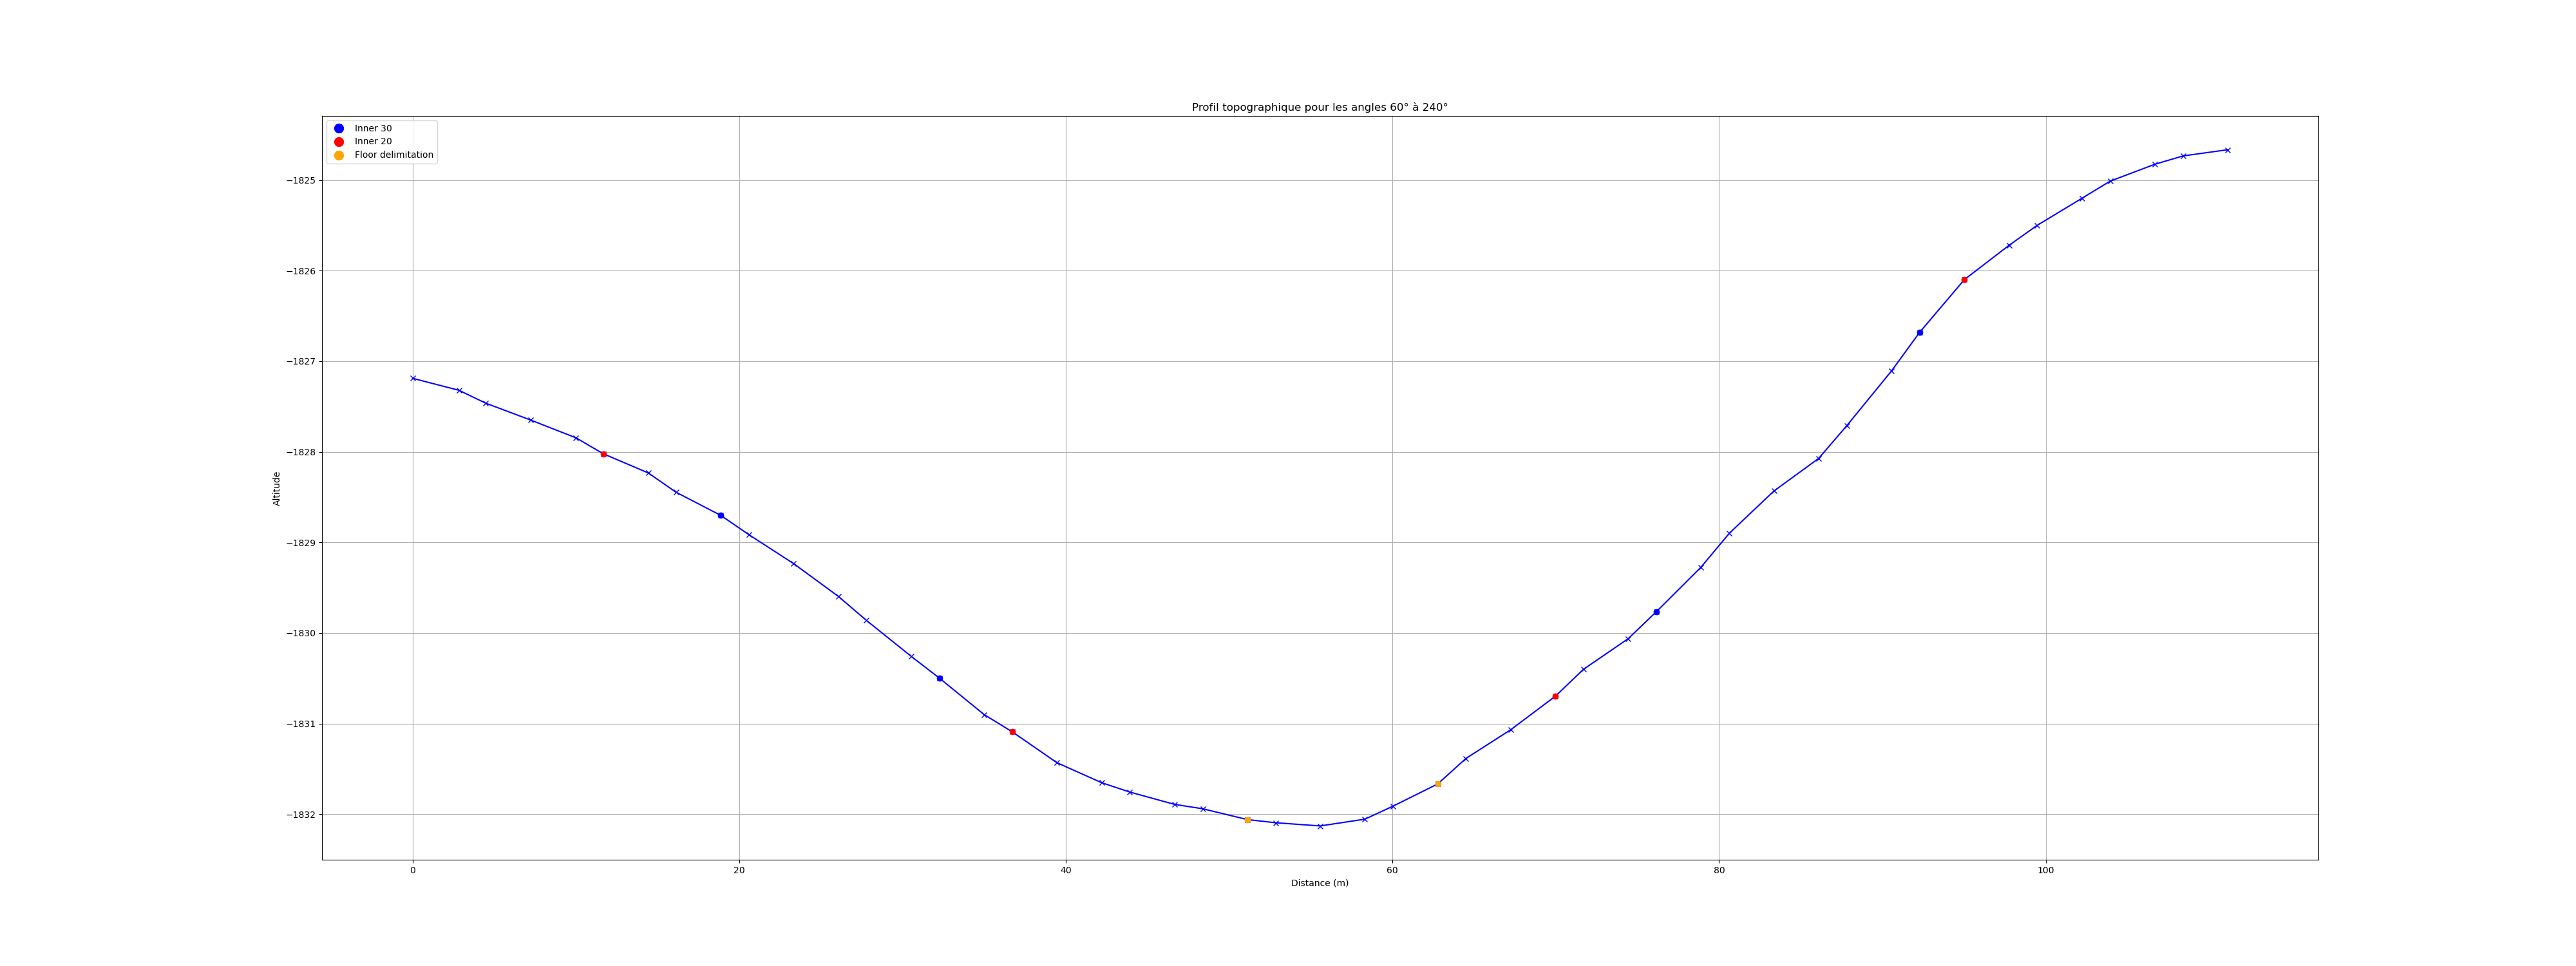 Profil topographique pour les angles 60° à 240°
Inner 30
Inner 20
Floor delimitation
−1825
−1826
−1827
−1828
−1829
−1830
−1831
−1832
Altitude
0
20
40
60
80
100
Distance (m)